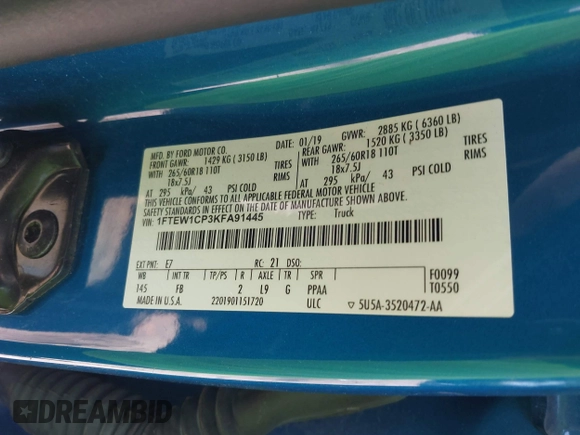 MFD. BY FORD MOTOR CO.
01/19 GVWR: 2885 KG ( 6360 LB)
FRONT GAWR: 1429 KG ( 3150 LB)
REAR GAWR: 1520 KG ( 3350 LB)
WITH 265/60R18 110T TIRES
WITH 265/60R18 110T TIRES
18x7.5J RIMS
18x7.5J RIMS
AT 295 kPa/ 43 PSI COLD
AT 295 kPa/ 43 PSI COLD
THIS VEHICLE CONFORMS TO ALL APPLICABLE FEDERAL MOTOR VEHICLE
SAFETY STANDARDS IN EFFECT ON THE DATE OF MANUFACTURE SHOWN ABOVE.
VIN: 1FTEW1CP3KFA91445 TYPE: Truck
EXT PNT: E7 RC: 21 DSO:
WB INT TR TP/PS R AXLE TR SPR F0099
145 FB 2 L9 G PPAA T0550
MADE IN U.S.A. 2201901151720 ULC 5U5A-3520472-AA
DREAMBID